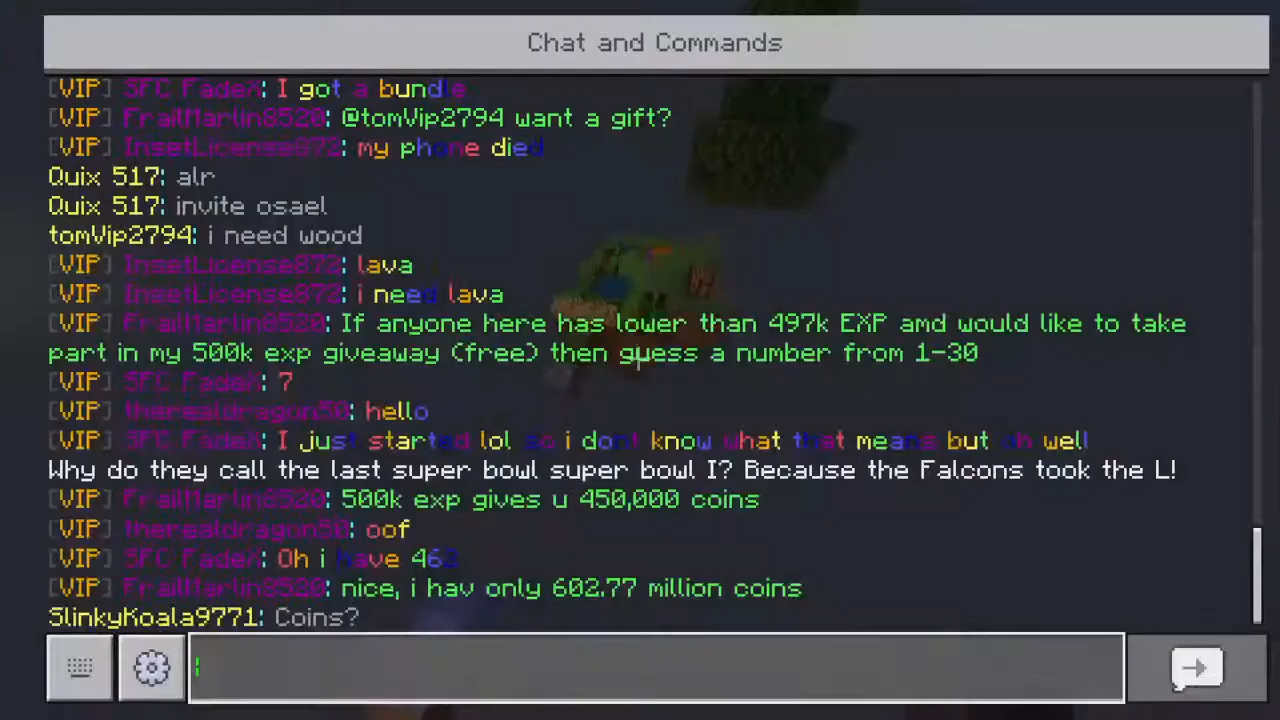 Chat and Commands
[VIP] SFC FadeX: I got a bundle
[VIP] FrailMarlin8520: @tomVip2794 want a gift?
[VIP] InsetLicense872: my phone died
Quix 517: alr
Quix 517: invite osael
tomVip2794: i need wood
[VIP] InsetLicense872: lava
[VIP] InsetLicense872: i need lava
[VIP] FrailMarlin8520: If anyone here has lower than 497k EXP amd would like to take
part in my 500k exp giveaway (free) then guess a number from 1-30
[VIP] SFC FadeX: 7
[VIP] therealdragon50: hello
[VIP] SFC FadeX: I just started lol so i dont know what that means but oh well
Why do they call the last super bowl super bowl I? Because the Falcons took the L!
[VIP] FrailMarlin8520: 500k exp gives u 450,000 coins
[VIP] therealdragon50: oof
[VIP] SFC FadeX: Oh i have 462
[VIP] FrailMarlin8520: nice, i hav only 602.77 million coins
SlinkyKoala9771: Coins?